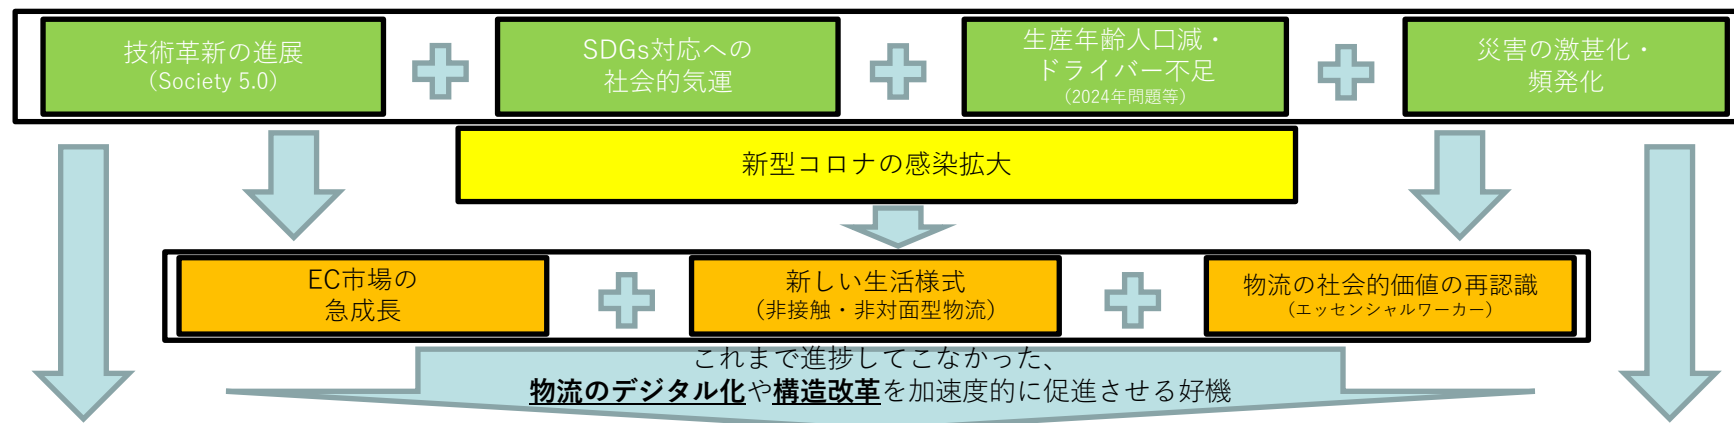 技術革新の進展
（Society 5.0）
SDGs対応への
社会的気運
生産年齢人口減・
ドライバー不足
（2024年問題等）
災害の激甚化・
頻発化
新型コロナの感染拡大
EC市場の
急成長
新しい生活様式
（非接触・非対面型物流）
物流の社会的価値の再認識
（エッセンシャルワーカー）
これまで進捗してこなかった、
物流のデジタル化や構造改革を加速度的に促進させる好機